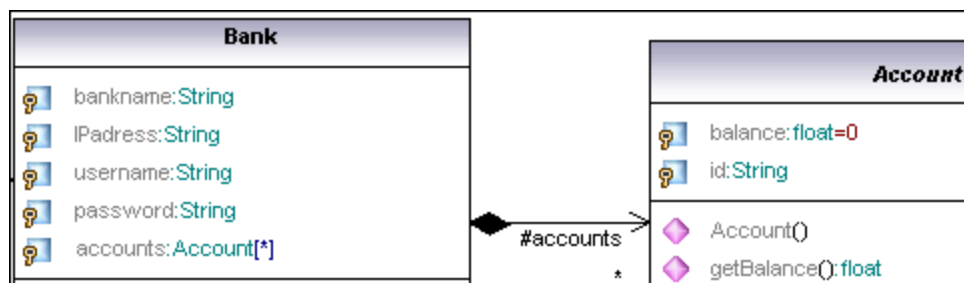 Bank
bankname:String
IPadress:String
username:String
password:String
accounts:Account[*]
#accounts
*
Account
balance:float=0
id:String
Account()
getBalance():float